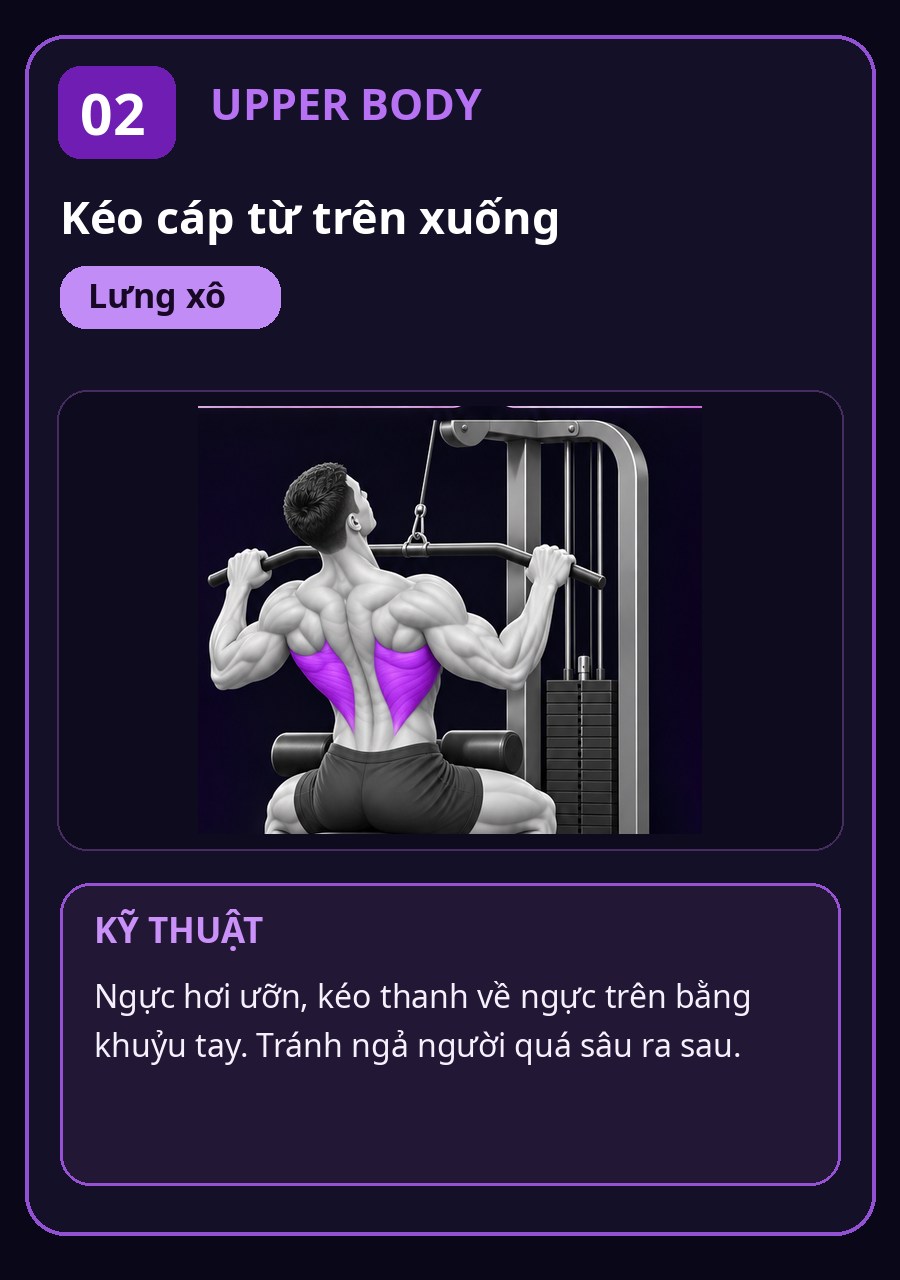 02
UPPER BODY
Kéo cáp từ trên xuống
Lưng xô
KỸ THUẬT
Ngực hơi ưỡn, kéo thanh về ngực trên bằng
khuỷu tay. Tránh ngả người quá sâu ra sau.